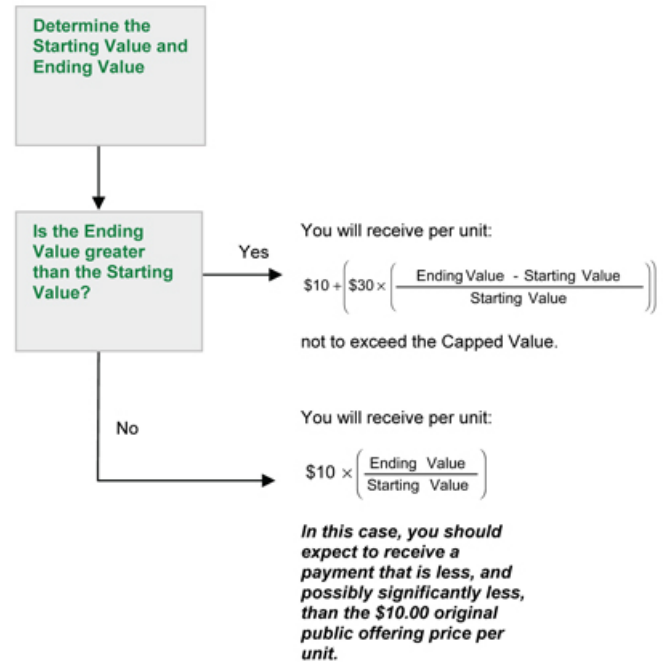 Determine the
Starting Value and
Ending Value
Is the Ending
Value greater
than the Starting
Value?
Yes
You will receive per unit:
$10 + ( $30 × ( Ending Value - Starting Value
Starting Value ) )
not to exceed the Capped Value.
No
You will receive per unit:
$10 × ( Ending Value
Starting Value )
In this case, you should
expect to receive a
payment that is less, and
possibly significantly less,
than the $10.00 original
public offering price per
unit.